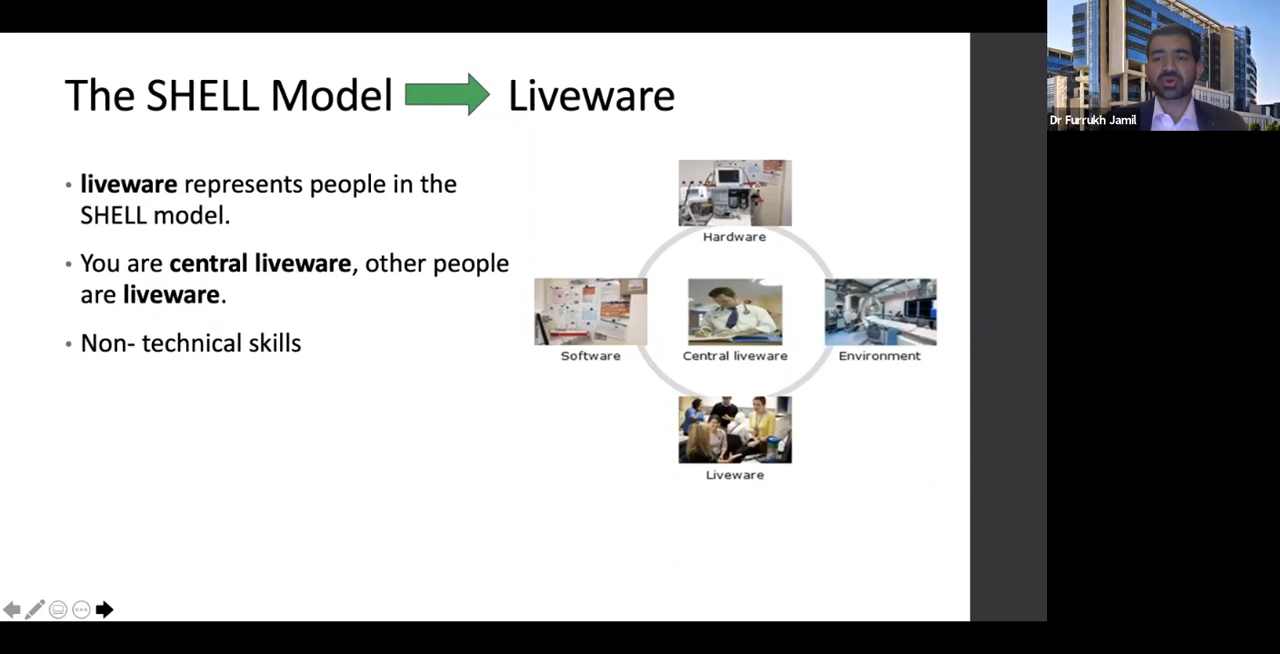 The SHELL Model Liveware
Dr Furrukh Jamil
• liveware represents people in the
SHELL model.
• You are central liveware, other people
are liveware.
• Non- technical skills
Hardware
Software
Central liveware
Environment
Liveware